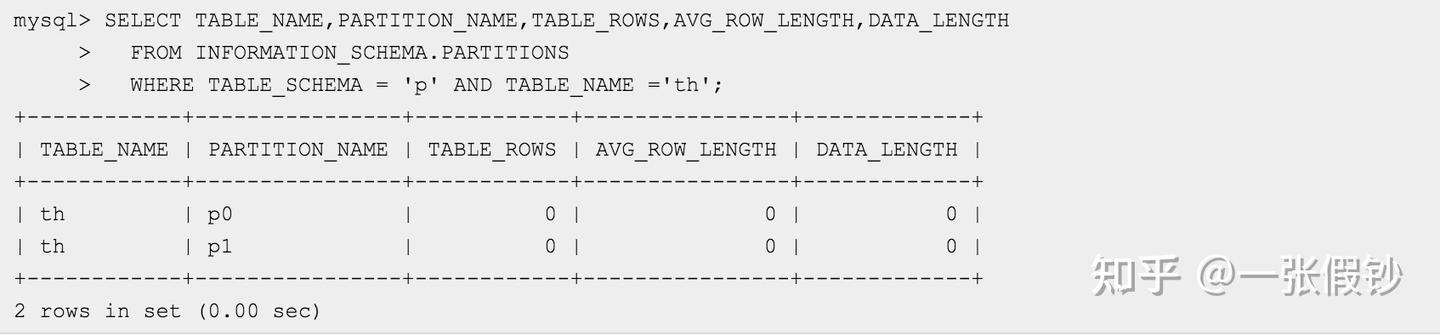 mysql> SELECT TABLE_NAME,PARTITION_NAME,TABLE_ROWS,AVG_ROW_LENGTH,DATA_LENGTH
     >   FROM INFORMATION_SCHEMA.PARTITIONS
     >   WHERE TABLE_SCHEMA = 'p' AND TABLE_NAME ='th';
+------------+----------------+------------+----------------+-------------+
| TABLE_NAME | PARTITION_NAME | TABLE_ROWS | AVG_ROW_LENGTH | DATA_LENGTH |
+------------+----------------+------------+----------------+-------------+
| th         | p0             |          0 |              0 |           0 |
| th         | p1             |          0 |              0 |           0 |
+------------+----------------+------------+----------------+-------------+
2 rows in set (0.00 sec)
知乎 @一张假钞